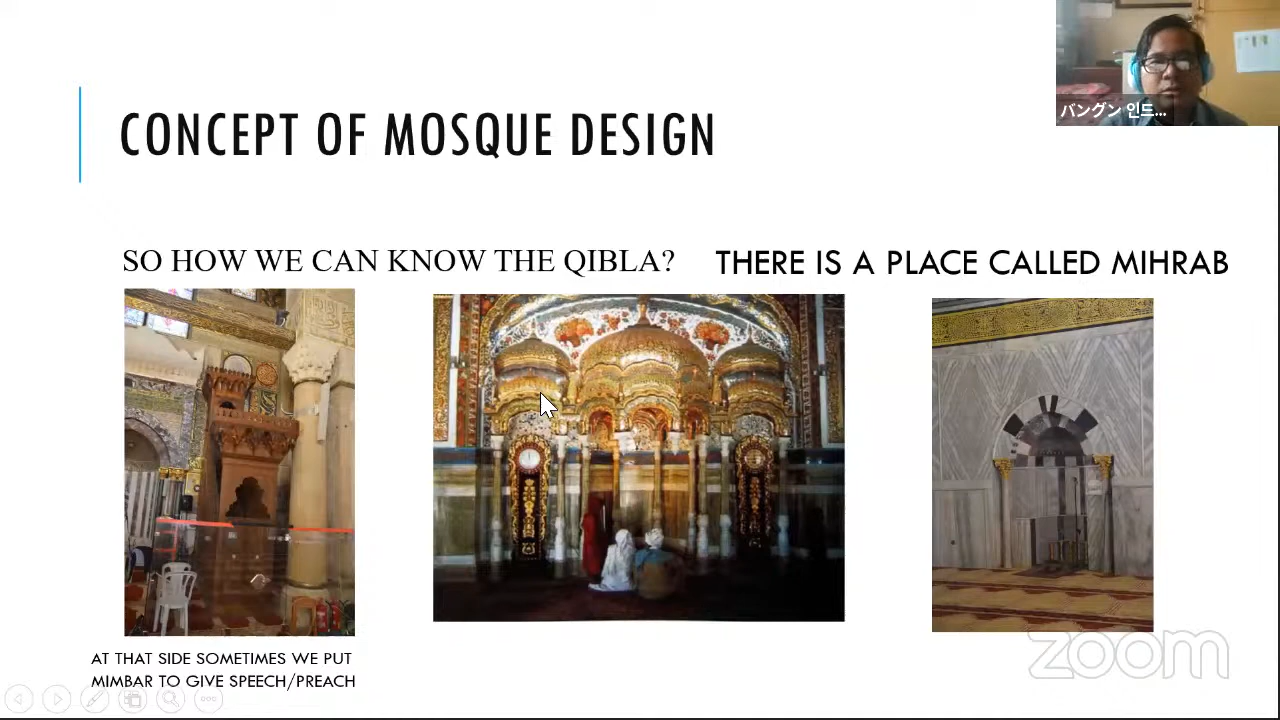 バングン 인드...
CONCEPT OF MOSQUE DESIGN
SO HOW WE CAN KNOW THE QIBLA?
THERE IS A PLACE CALLED MIHRAB
AT THAT SIDE SOMETIMES WE PUT
MIMBAR TO GIVE SPEECH/PREACH
zoom